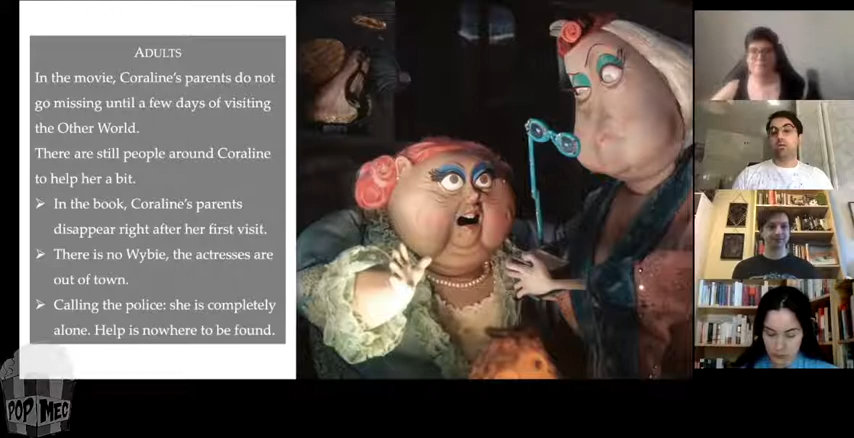 ADULTS
In the movie, Coraline's parents do not
go missing until a few days of visiting
the Other World.
There are still people around Coraline
to help her a bit.
➢ In the book, Coraline's parents
disappear right after her first visit.
➢ There is no Wybie, the actresses are
out of town.
➢ Calling the police: she is completely
alone. Help is nowhere to be found.
POP MEC